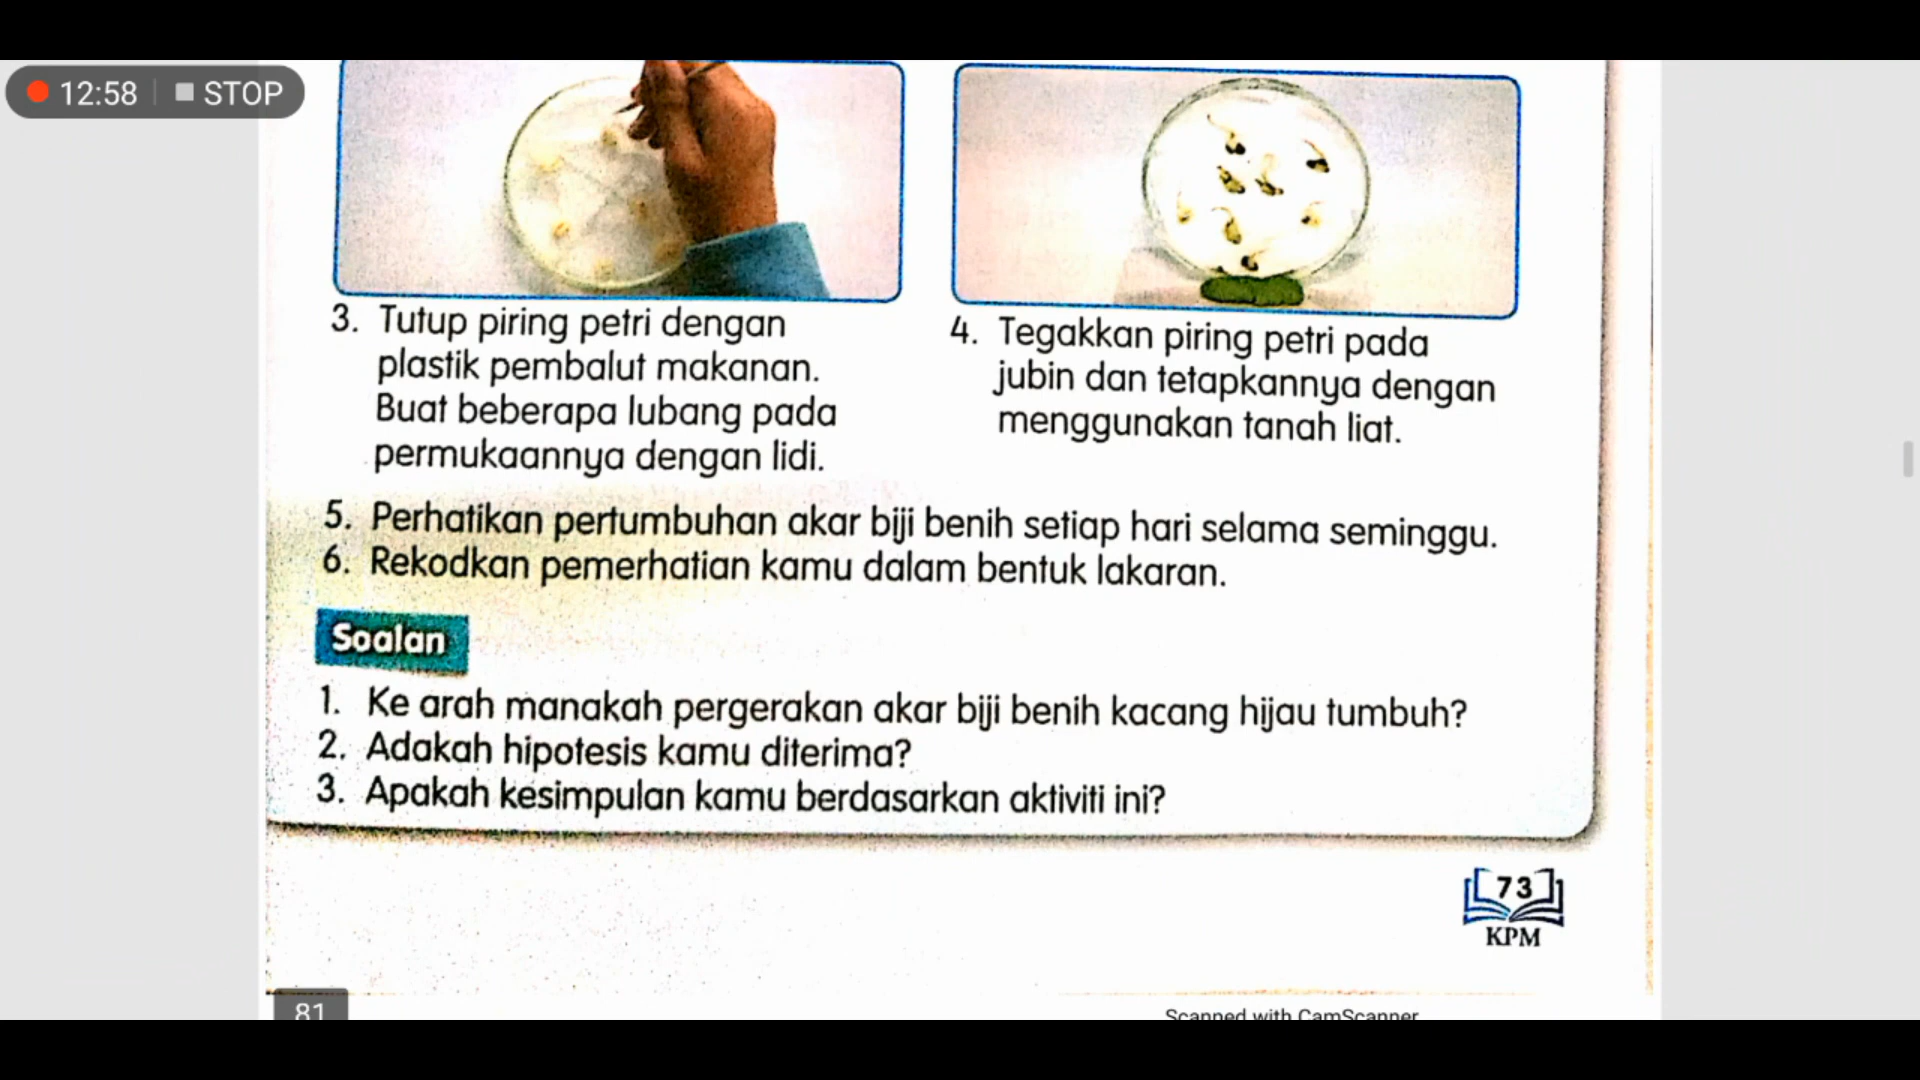 12:58 STOP
3. Tutup piring petri dengan
plastik pembalut makanan.
Buat beberapa lubang pada
permukaannya dengan lidi.
4. Tegakkan piring petri pada
jubin dan tetapkannya dengan
menggunakan tanah liat.
5. Perhatikan pertumbuhan akar biji benih setiap hari selama seminggu.
6. Rekodkan pemerhatian kamu dalam bentuk lakaran.
Soalan
1. Ke arah manakah pergerakan akar biji benih kacang hijau tumbuh?
2. Adakah hipotesis kamu diterima?
3. Apakah kesimpulan kamu berdasarkan aktiviti ini?
73
KPM
81
Scanned with CamScanner